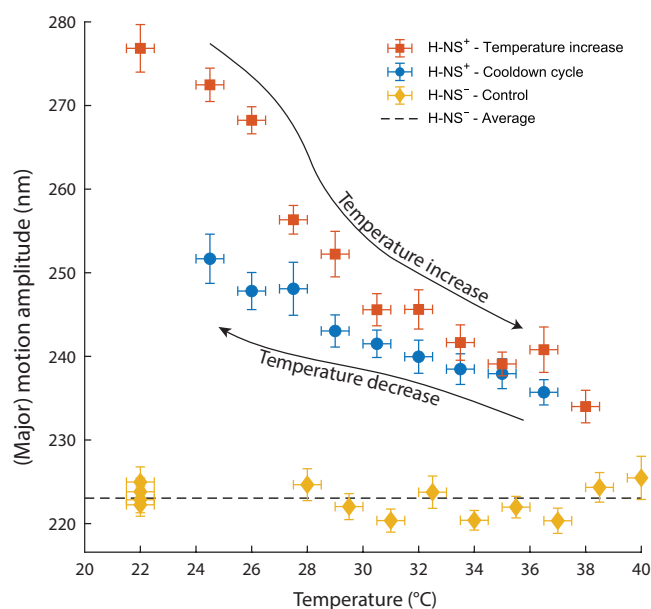 280
270
260
250
240
230
220
(Major) motion amplitude (nm)
H-NS⁺ - Temperature increase
H-NS⁺ - Cooldown cycle
H-NS⁻ - Control
H-NS⁻ - Average
Temperature increase
Temperature decrease
20 22 24 26 28 30 32 34 36 38 40
Temperature (°C)